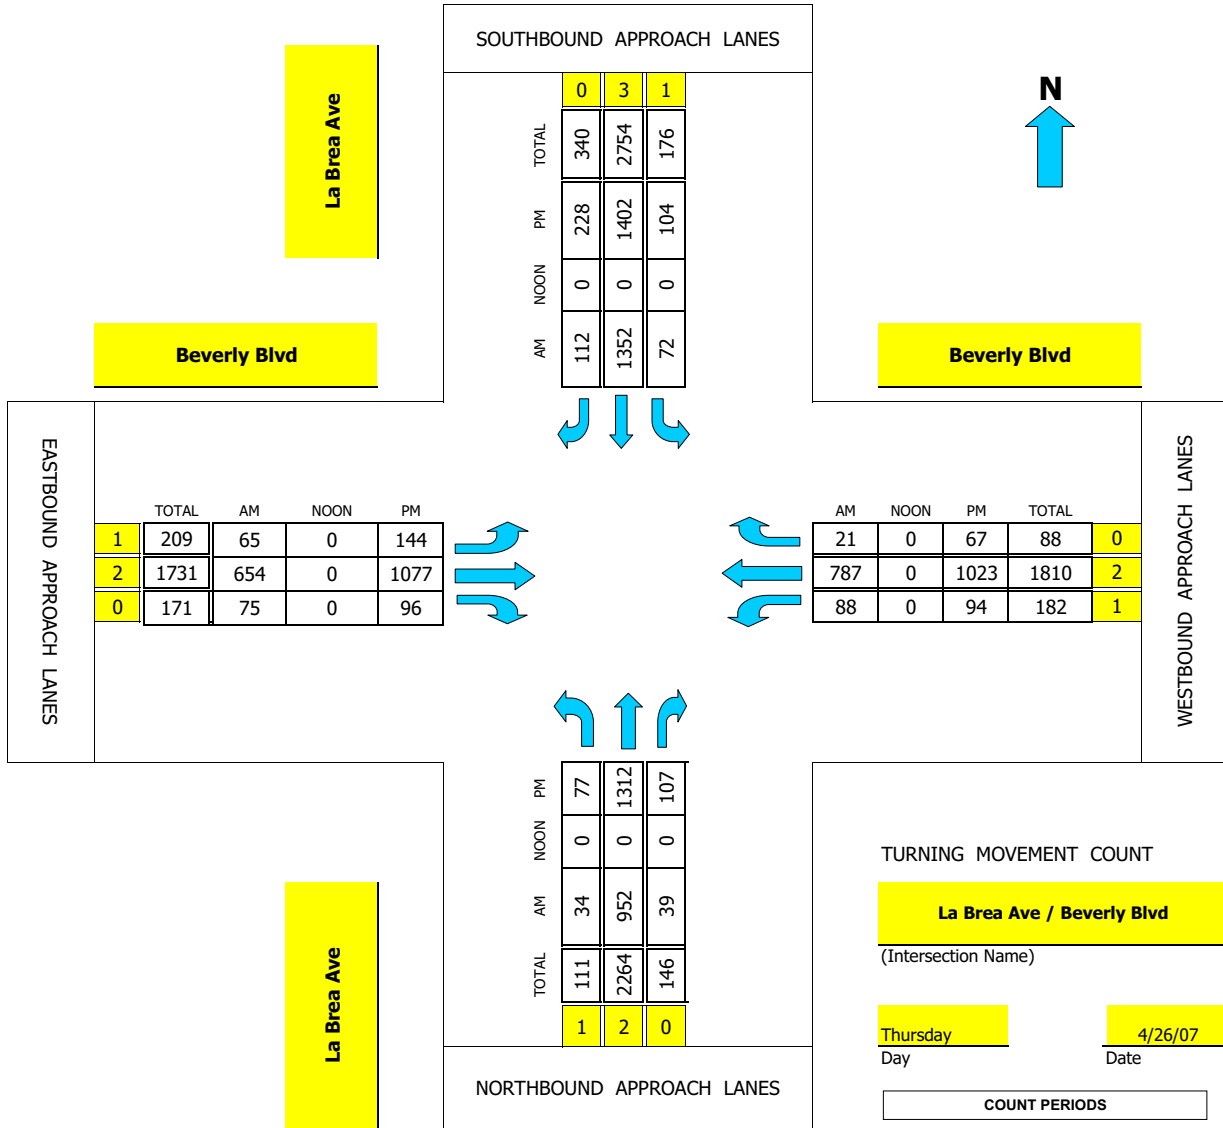 SOUTHBOUND APPROACH LANES
0 3 1
N
La Brea Ave
TOTAL 340 2754 176
PM 228 1402 104
NOON 0 0 0
AM 112 1352 72
Beverly Blvd
Beverly Blvd
EASTBOUND APPROACH LANES
TOTAL AM NOON PM
1 209 65 0 144
2 1731 654 0 1077
0 171 75 0 96
AM NOON PM TOTAL
21 0 67 88 0
787 0 1023 1810 2
88 0 94 182 1
WESTBOUND APPROACH LANES
PM 77 1312 107
NOON 0 0 0
AM 34 952 39
TOTAL 111 2264 146
1 2 0
La Brea Ave
NORTHBOUND APPROACH LANES
TURNING MOVEMENT COUNT
La Brea Ave / Beverly Blvd
(Intersection Name)
Thursday 4/26/07
Day Date
COUNT PERIODS